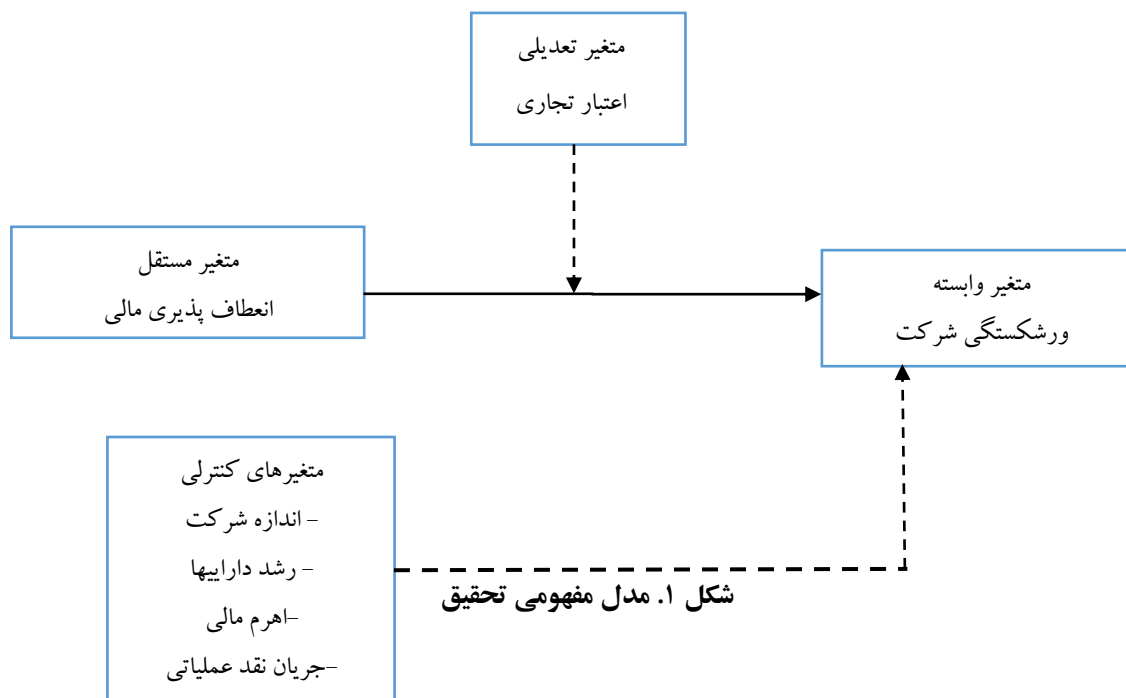 متغیر تعدیلی
اعتبار تجاری
متغیر مستقل
انعطاف پذیری مالی
متغیر وابسته
ورشکستگی شرکت
متغیرهای کنترلی
- اندازه شرکت
- رشد داراییها
-اهرم مالی
-جریان نقد عملیاتی
شکل ۱. مدل مفهومی تحقیق